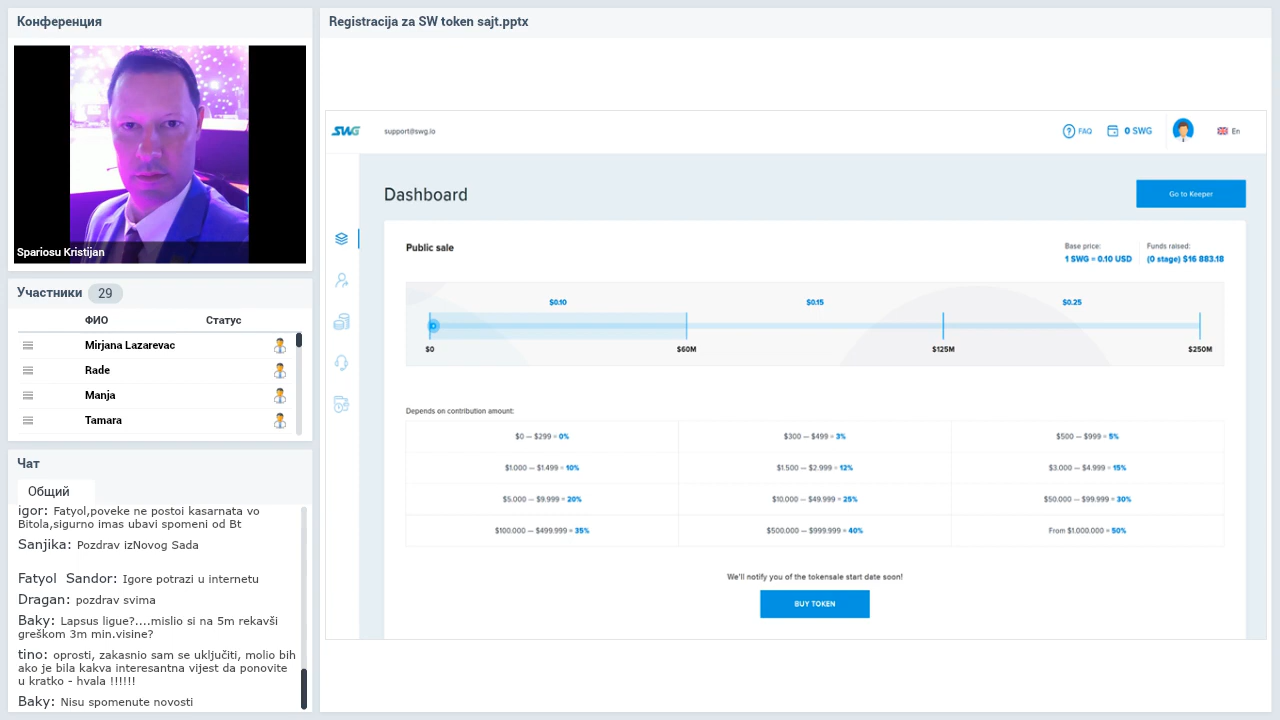 Конференция
Spariosu Kristijan
Участники 29
ФИО Статус
Mirjana Lazarevac
Rade
Manja
Tamara
Чат
Общий
igor: Fatyol,poveke ne postoi kasarnata vo
Bitola,sigurno imas ubavi spomeni od Bt
Sanjika: Pozdrav izNovog Sada
Fatyol Sandor: Igore potrazi u internetu
Dragan: pozdrav svima
Baky: Lapsus ligue?....mislio si na 5m rekavši
greškom 3m min.visine?
tino: oprosti, zakasnio sam se uključiti, molio bih
ako je bila kakva interesantna vijest da ponovite
u kratko - hvala !!!!!!
Baky: Nisu spomenute novosti
Registracija za SW token sajt.pptx
SWG support@swg.io FAQ 0 SWG En
Dashboard Go to Keeper
Public sale
Base price: Funds raised:
1 SWG = 0.10 USD (0 stage) $16 883.18
$0.10 $0.15 $0.25
$0 $60M $125M $250M
Depends on contribution amount:
$0 — $299 = 0% $300 — $499 = 3% $500 — $999 = 5%
$1.000 — $1.499 = 10% $1.500 — $2.999 = 12% $3.000 — $4.999 = 15%
$5.000 — $9.999 = 20% $10.000 — $49.999 = 25% $50.000 — $99.999 = 30%
$100.000 — $499.999 = 35% $500.000 — $999.999 = 40% From $1.000.000 = 50%
We'll notify you of the tokensale start date soon!
BUY TOKEN